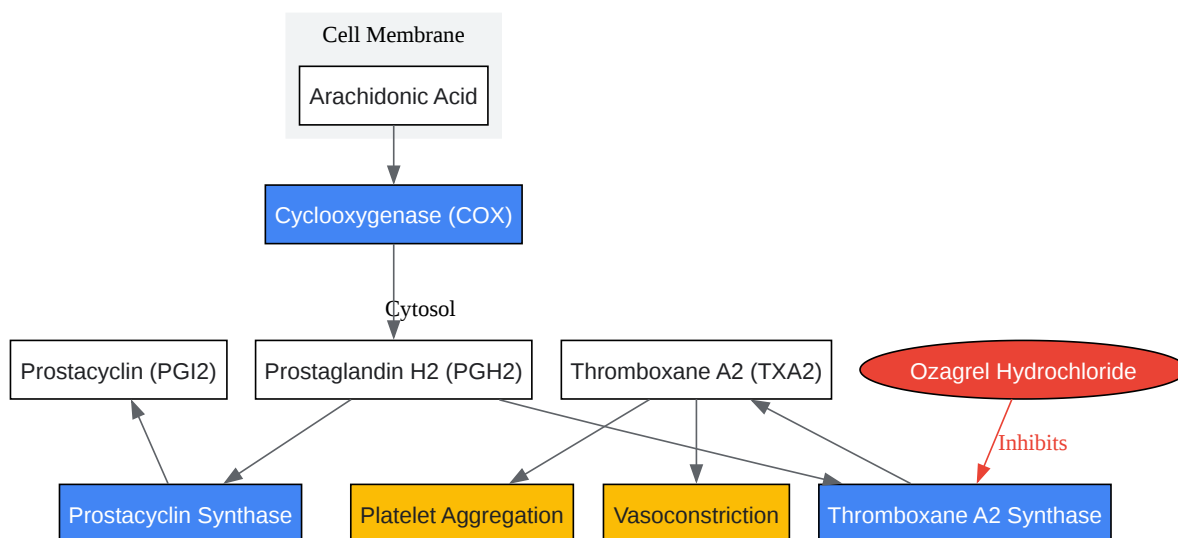 Cell Membrane
Arachidonic Acid
Cyclooxygenase (COX)
Cytosol
Prostacyclin (PGI2)
Prostaglandin H2 (PGH2)
Thromboxane A2 (TXA2)
Ozagrel Hydrochloride
Inhibits
Prostacyclin Synthase
Platelet Aggregation
Vasoconstriction
Thromboxane A2 Synthase